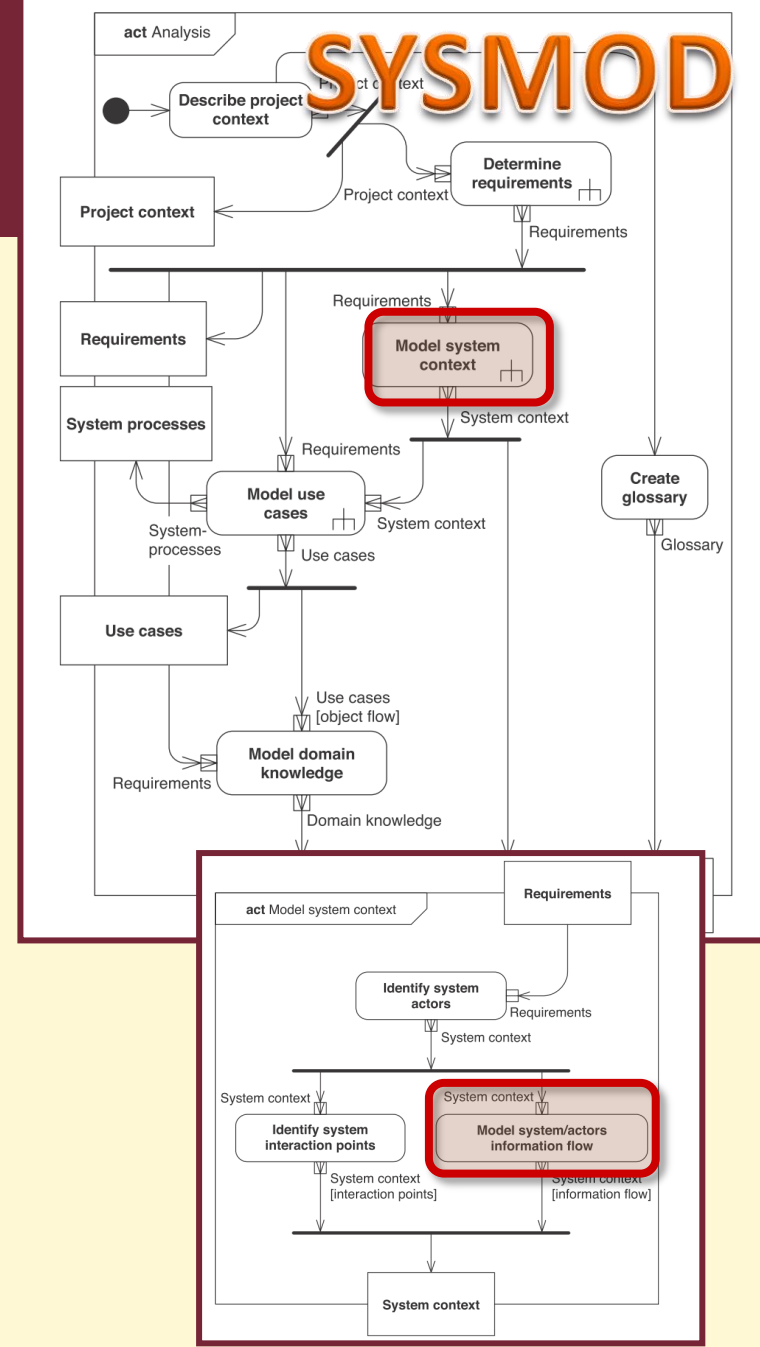 act Analysis
SYSMOD
Project context
Describe project
context
Determine
requirements
Project context
Project context
Requirements
Requirements
Requirements
Model system
context
System processes
System context
Requirements
Model use
cases
System context
Create
glossary
System-
processes
Use cases
Glossary
Use cases
Use cases
[object flow]
Model domain
knowledge
Requirements
Domain knowledge
act Model system context
Requirements
Identify system
actors
Requirements
System context
System context
System context
Identify system
interaction points
Model system/actors
information flow
System context
[interaction points]
System context
[information flow]
System context